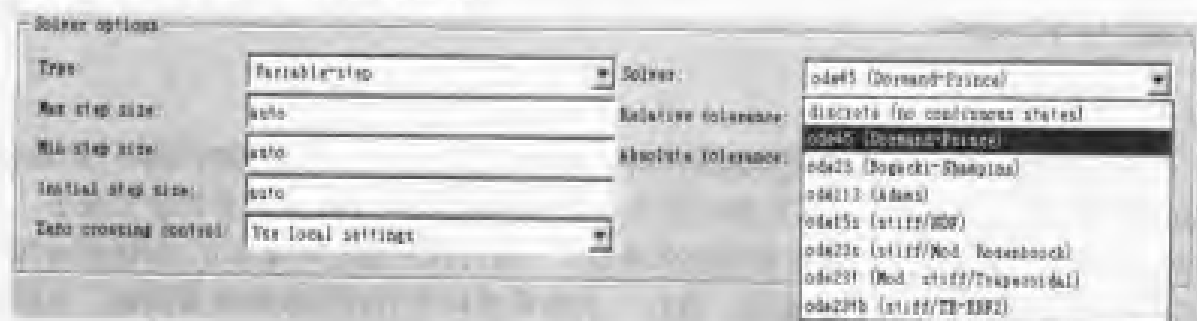 Solver options
Type:
Variable-step
Solver:
ode45 (Dormand-Prince)
Max step size:
auto
Relative tolerance:
discrete (no continuous states)
ode45 (Dormand-Prince)
Min step size:
auto
Absolute tolerance:
ode23 (Bogacki-Shampine)
Initial step size:
auto
ode113 (Adams)
ode15s (stiff/NDF)
Zero crossing control:
Use local settings
ode23s (stiff/Mod. Rosenbrock)
ode23t (Mod. stiff/Trapezoidal)
ode23tb (stiff/TR-BDF2)